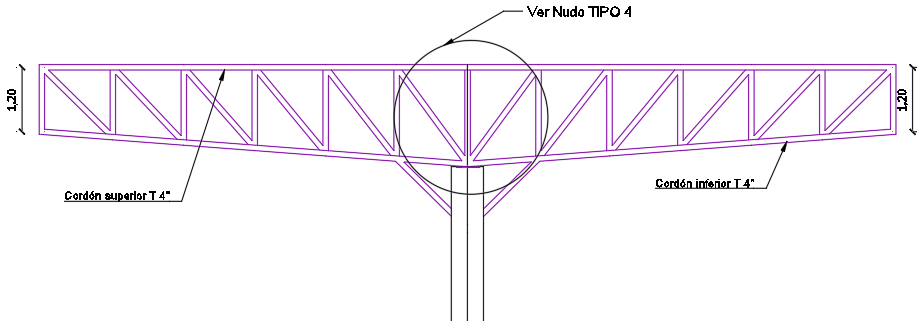 Ver Nudo TIPO 4
1,20
1,20
Cordón superior T 4"
Cordón inferior T 4"